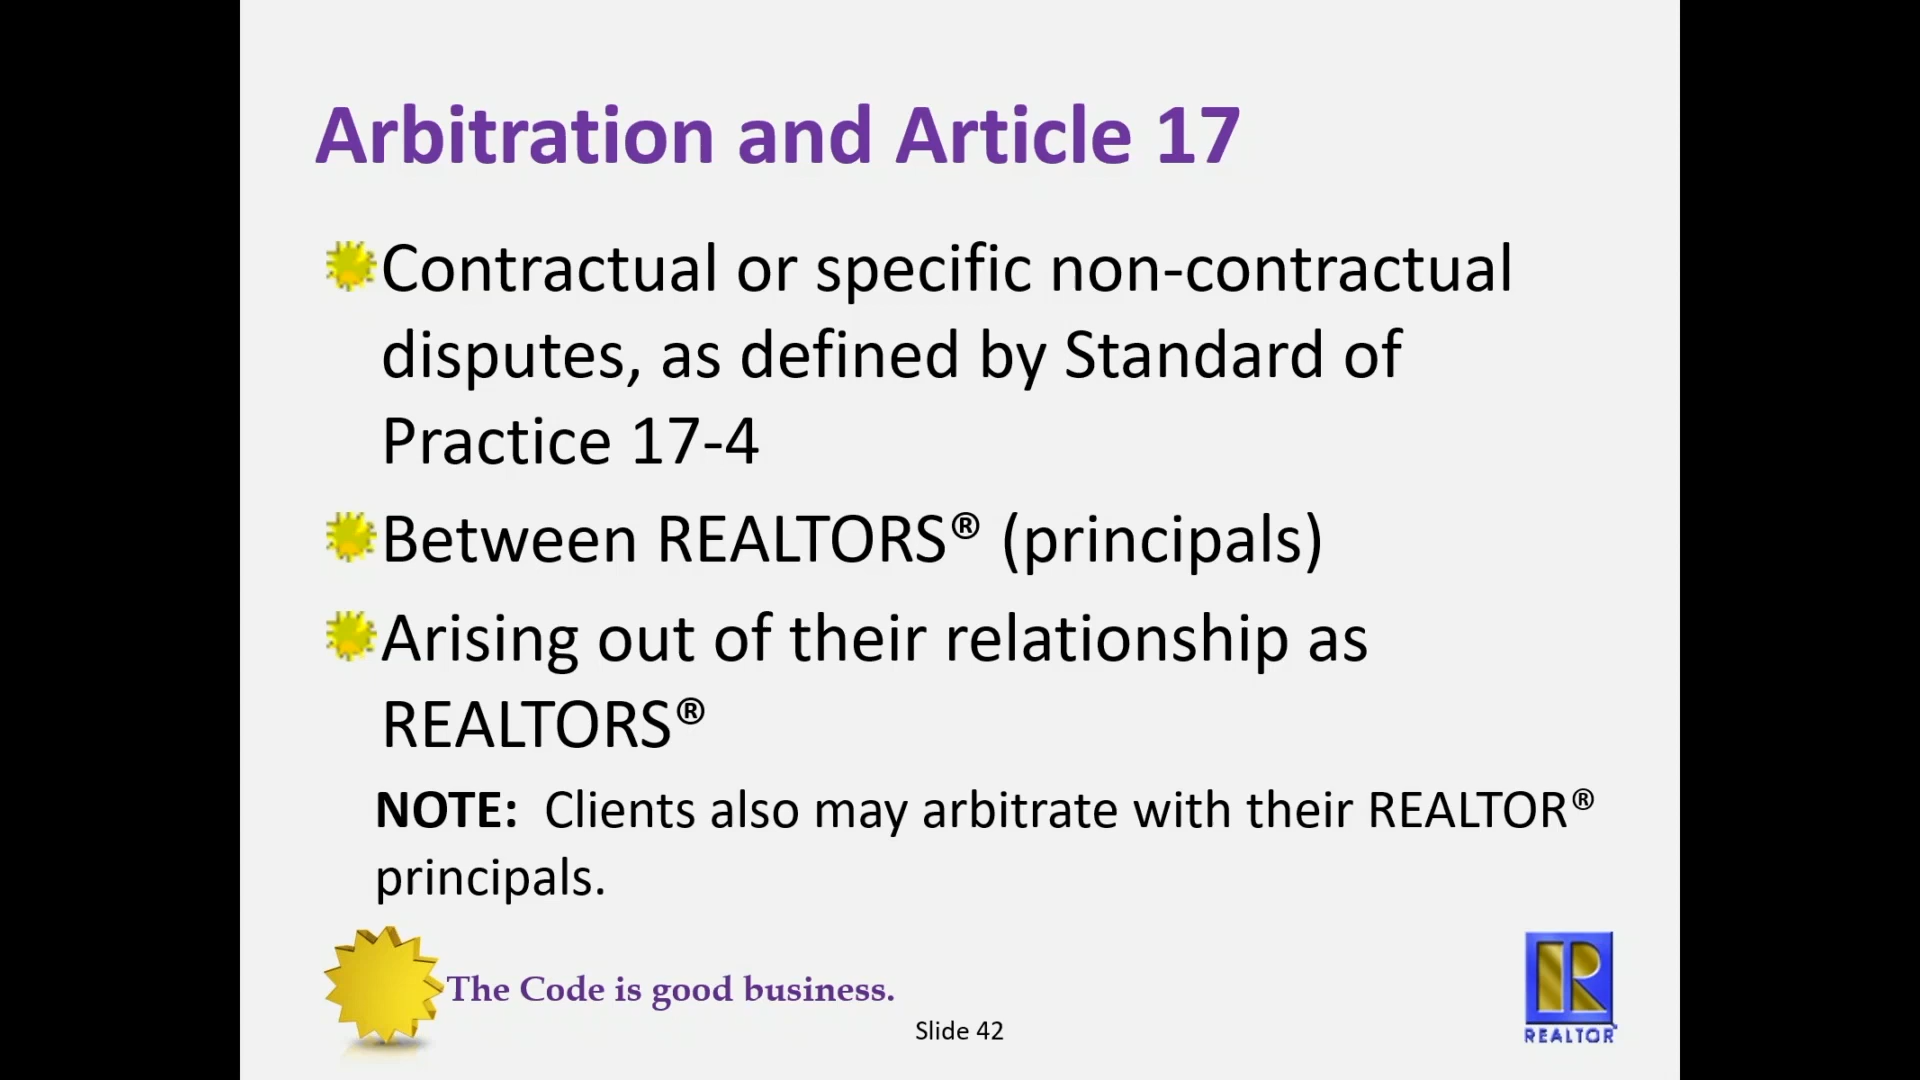 Arbitration and Article 17
Contractual or specific non-contractual
disputes, as defined by Standard of
Practice 17-4
Between REALTORS® (principals)
Arising out of their relationship as
REALTORS®
NOTE:  Clients also may arbitrate with their REALTOR®
principals.
The Code is good business.
Slide 42
R
REALTOR